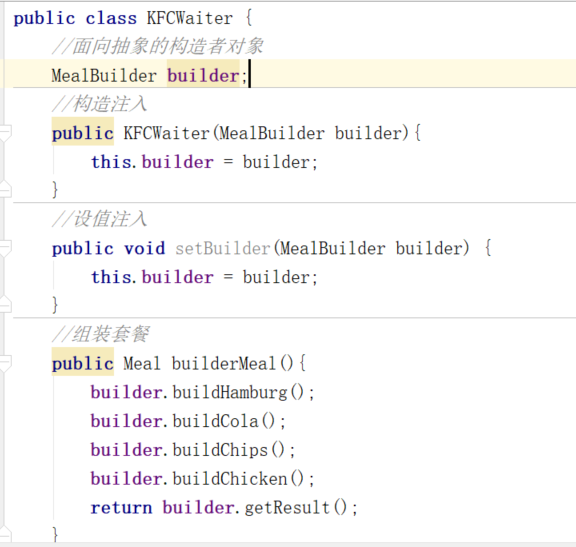 public class KFCWaiter {
//面向抽象的构造者对象
MealBuilder builder;
//构造注入
public KFCWaiter(MealBuilder builder){
this.builder = builder;
}
//设值注入
public void setBuilder(MealBuilder builder) {
this.builder = builder;
}
//组装套餐
public Meal builderMeal(){
builder.buildHamburg();
builder.buildCola();
builder.buildChips();
builder.buildChicken();
return builder.getResult();
}